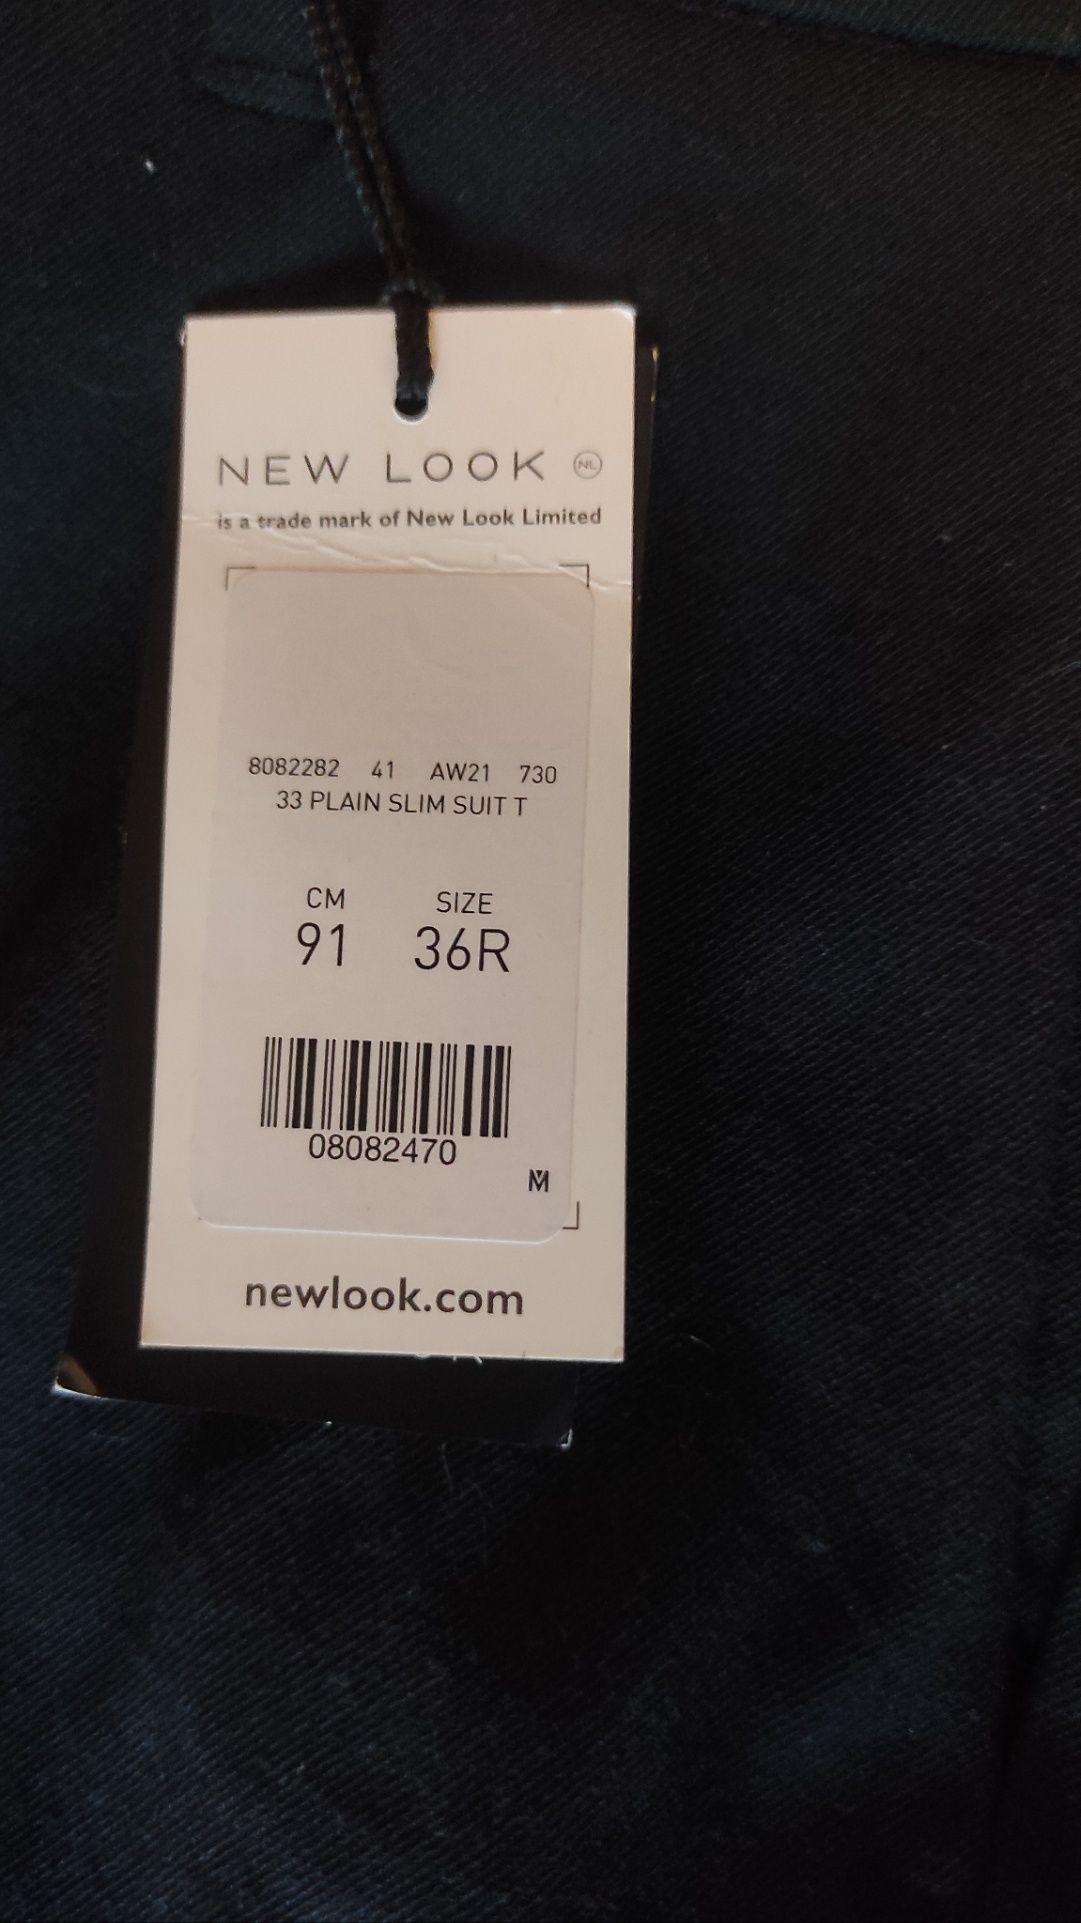 NEW LOOK NL
is a trade mark of New Look Limited
8082282 41 AW21 730
33 PLAIN SLIM SUIT T
CM SIZE
91 36R
08082470
M
newlook.com